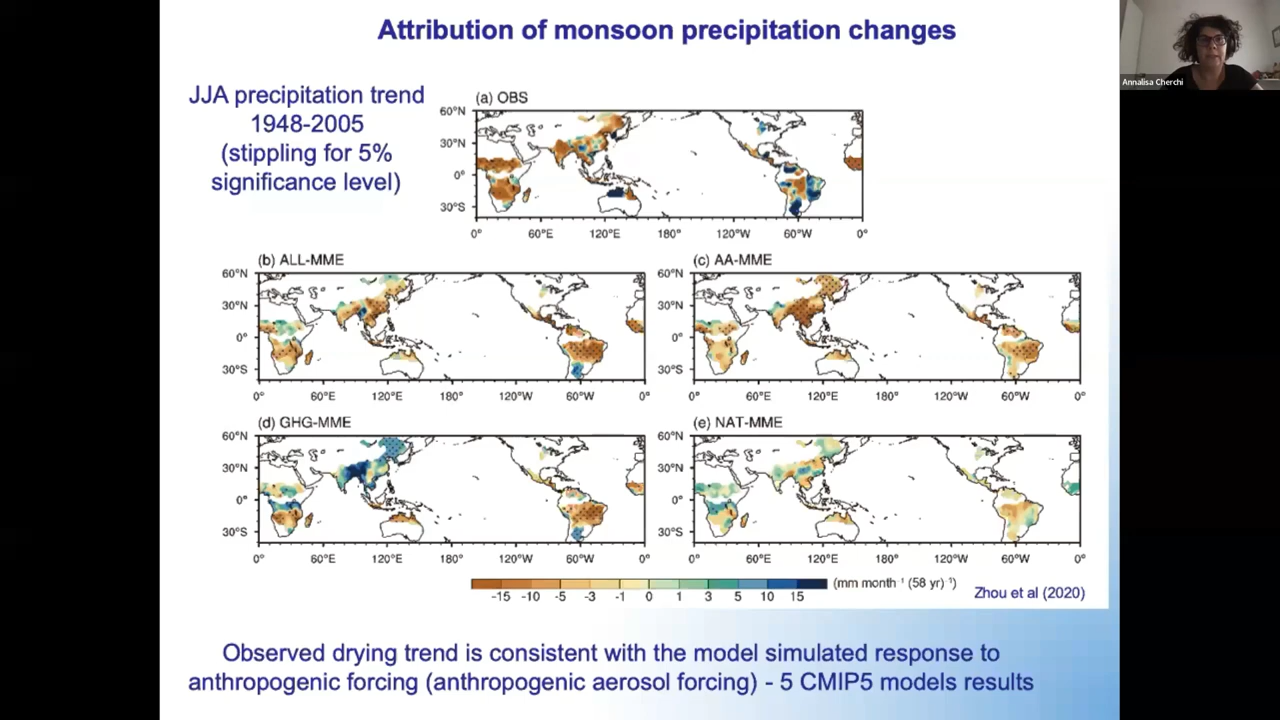 Attribution of monsoon precipitation changes
Annalisa Cherchi
JJA precipitation trend
1948-2005
(stippling for 5%
significance level)
(a) OBS
60°N
30°N
0°
30°S
0° 60°E 120°E 180° 120°W 60°W 0°
(b) ALL-MME
60°N
30°N
0°
30°S
0° 60°E 120°E 180° 120°W 60°W 0°
(c) AA-MME
60°N
30°N
0°
30°S
0° 60°E 120°E 180° 120°W 60°W 0°
(d) GHG-MME
60°N
30°N
0°
30°S
0° 60°E 120°E 180° 120°W 60°W 0°
(e) NAT-MME
60°N
30°N
0°
30°S
0° 60°E 120°E 180° 120°W 60°W 0°
-15 -10 -5 -3 -1 0 1 3 5 10 15
(mm month⁻¹ (58 yr)⁻¹)
Zhou et al (2020)
Observed drying trend is consistent with the model simulated response to
anthropogenic forcing (anthropogenic aerosol forcing) - 5 CMIP5 models results